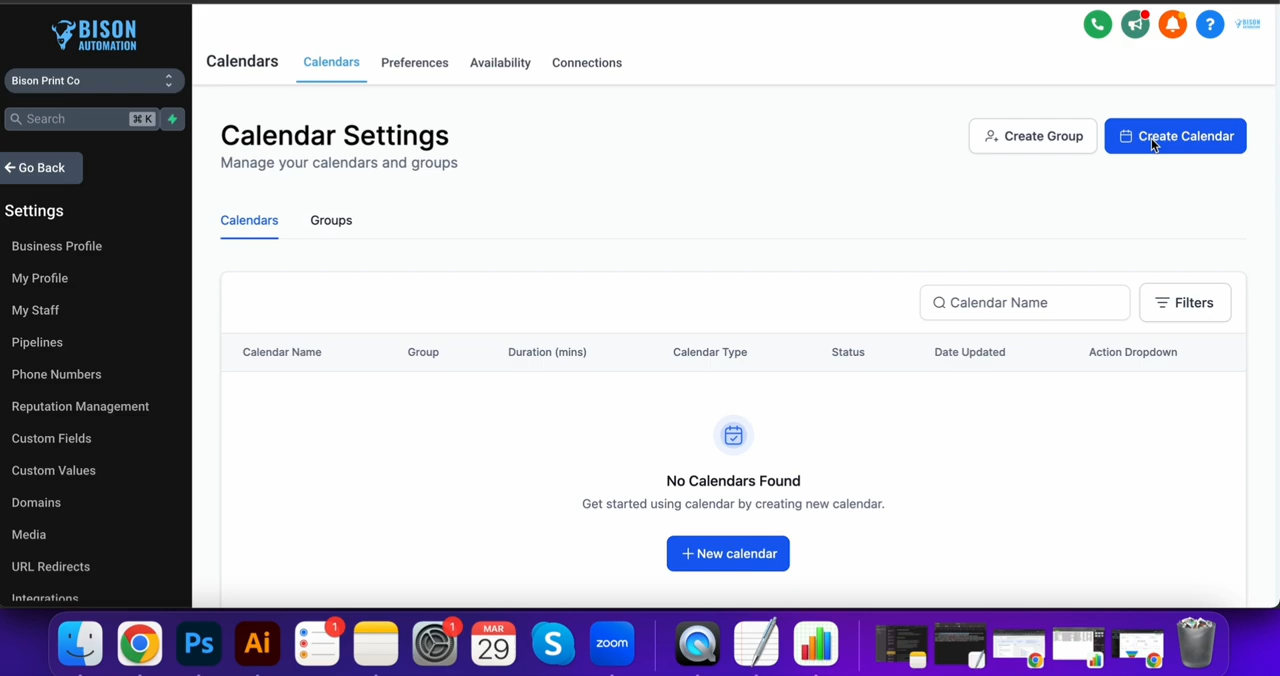 BISON
AUTOMATION
Bison Print Co
Search
⌘ K
Go Back
Settings
Business Profile
My Profile
My Staff
Pipelines
Phone Numbers
Reputation Management
Custom Fields
Custom Values
Domains
Media
URL Redirects
Integrations
Calendars
Calendars
Preferences
Availability
Connections
?
BISON
Calendar Settings
Manage your calendars and groups
Create Group
Create Calendar
Calendars
Groups
Calendar Name
Filters
Calendar Name
Group
Duration (mins)
Calendar Type
Status
Date Updated
Action Dropdown
No Calendars Found
Get started using calendar by creating new calendar.
+ New calendar
Ps
Ai
1
1
MAR
29
S
zoom